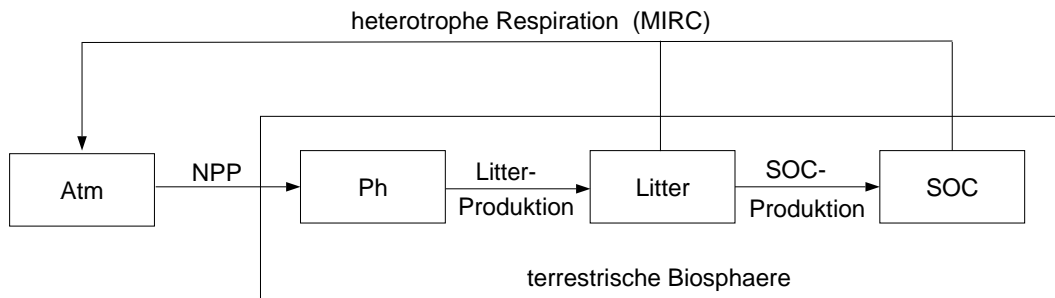 heterotrophe Respiration (MIRC)
Atm
NPP
Ph
Litter-
Produktion
Litter
SOC-
Produktion
SOC
terrestrische Biosphaere